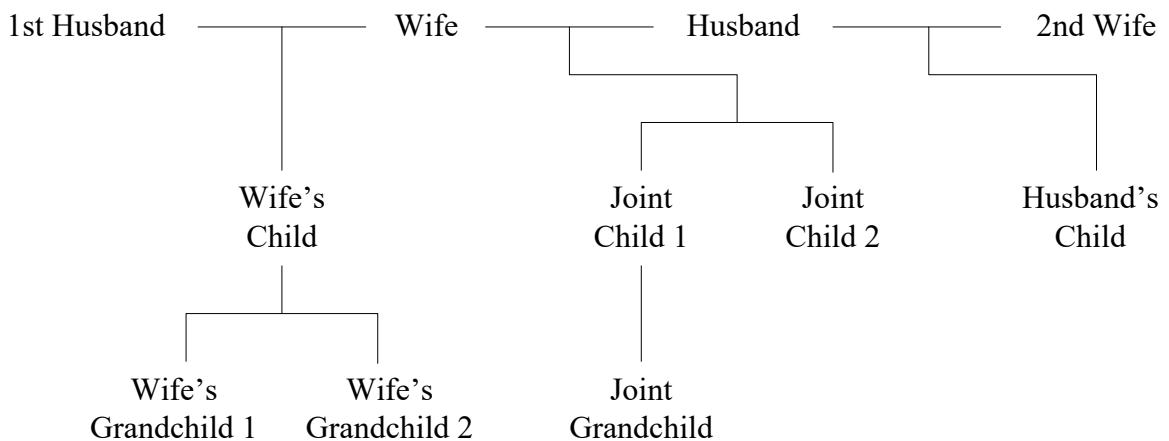 1st Husband Wife Husband 2nd Wife
Wife’s
Child
Joint
Child 1
Joint
Child 2
Husband’s
Child
Wife’s
Grandchild 1
Wife’s
Grandchild 2
Joint
Grandchild